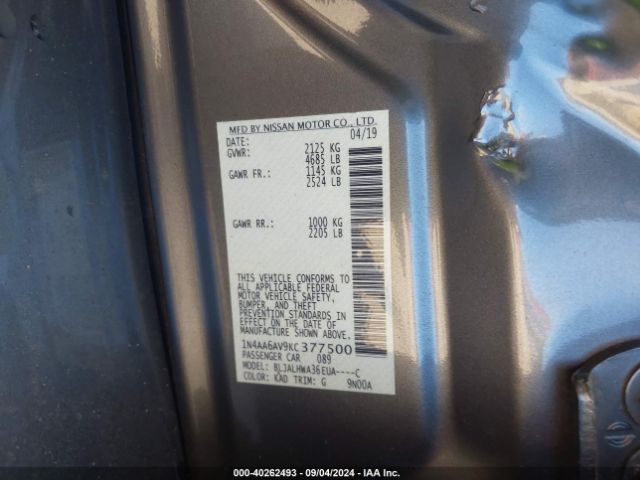 MFD BY NISSAN MOTOR CO., LTD.
DATE: 04/19
GVWR: 2125 KG
4685 LB
GAWR FR.: 1145 KG
2524 LB
GAWR RR.: 1000 KG
2205 LB
THIS VEHICLE CONFORMS TO
ALL APPLICABLE FEDERAL
MOTOR VEHICLE SAFETY,
BUMPER, AND THEFT
PREVENTION STANDARDS IN
EFFECT ON THE DATE OF
MANUFACTURE SHOWN ABOVE.
1N4AA6AV9KC377500
PASSENGER CAR 089
MODEL: BLJALHWA36EUA----C
COLOR: KAD TRIM: G 9N00A
000-40262493 - 09/04/2024 - IAA Inc.